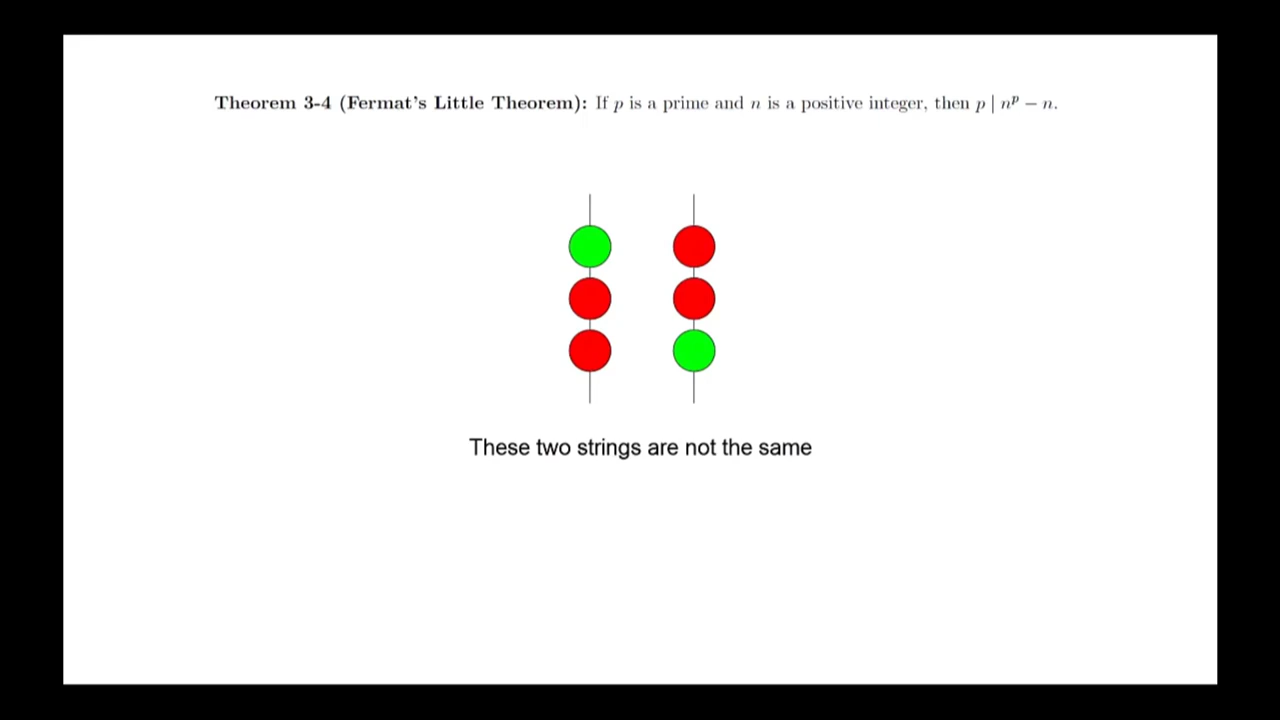 Theorem 3-4 (Fermat's Little Theorem): If p is a prime and n is a positive integer, then p | nᵖ − n.
These two strings are not the same